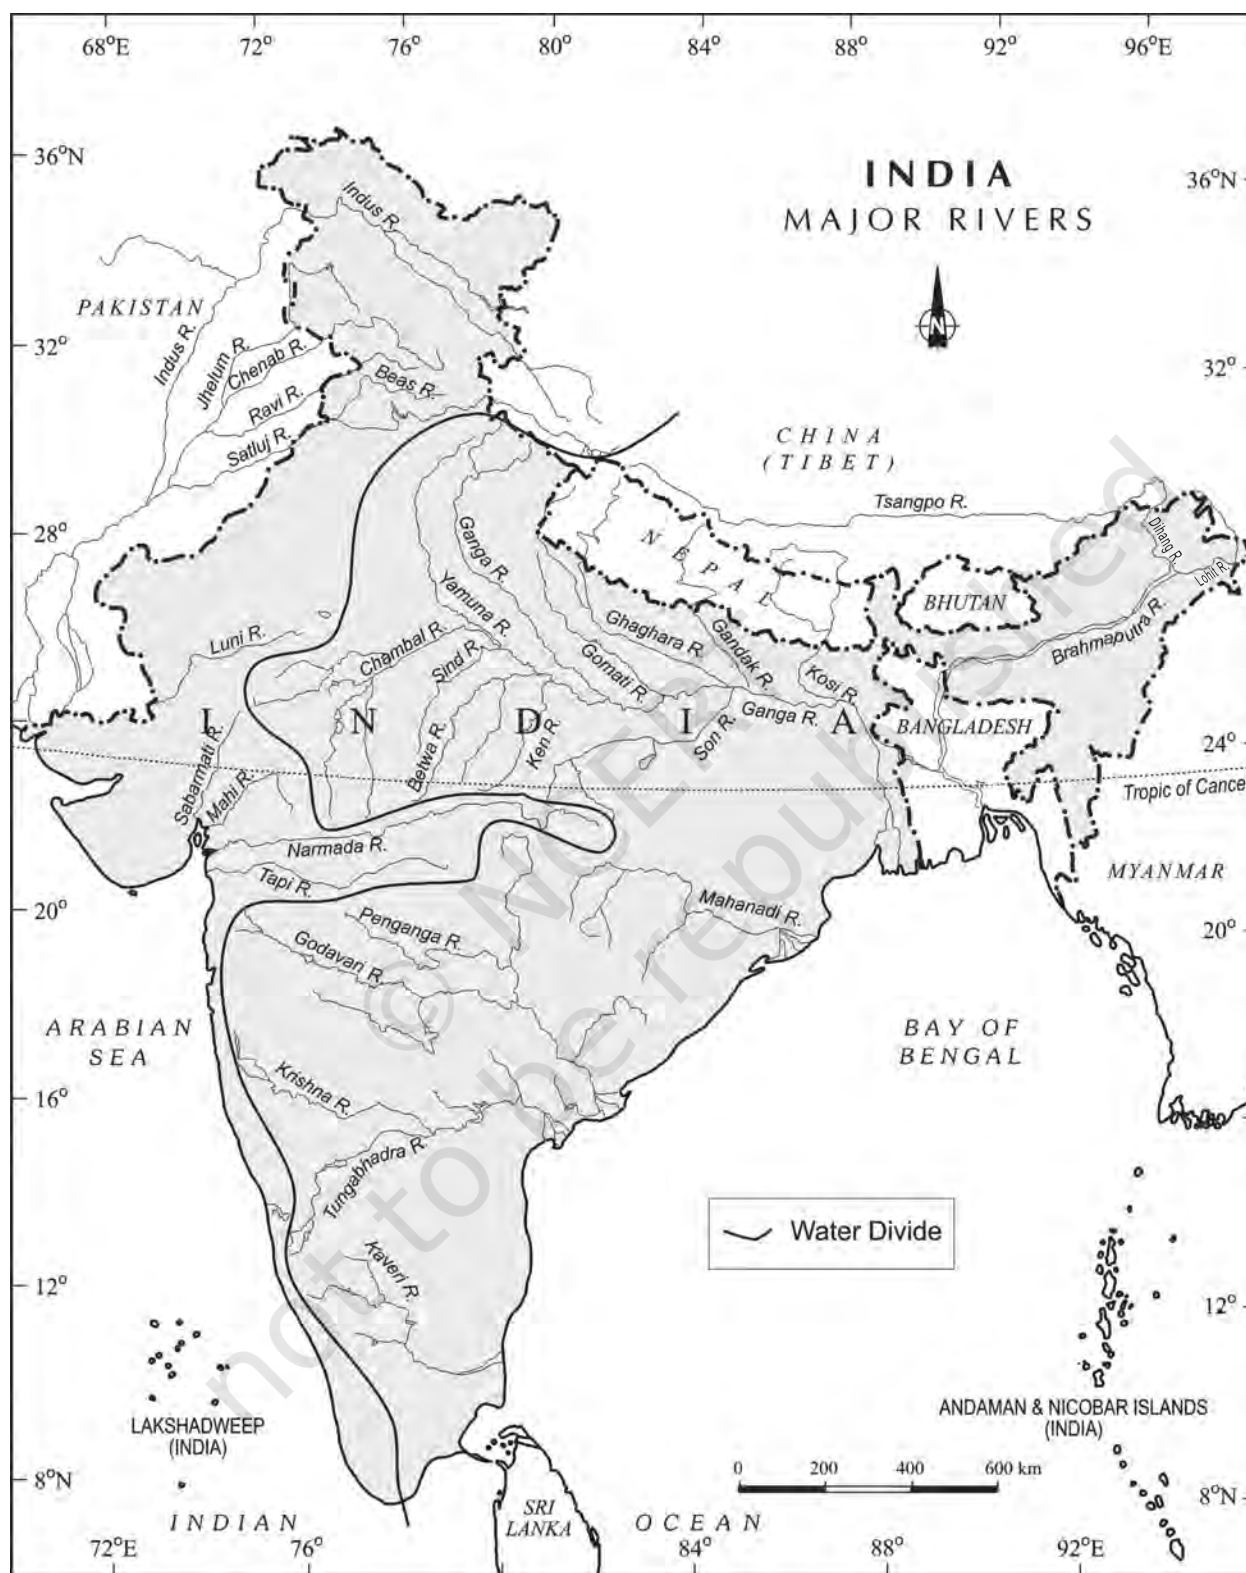 68°E 72° 76° 80° 84° 88° 92° 96°E
36°N
INDIA
MAJOR RIVERS
36°N
Indus R.
N
PAKISTAN
Indus R.
Jhelum R.
Chenab R.
Beas R.
Ravi R.
Satluj R.
32°
32°
CHINA
(TIBET)
Tsangpo R.
28°
28°
Dihang R.
Lohit R.
NEPAL
BHUTAN
Brahmaputra R.
Ganga R.
Yamuna R.
Luni R.
Chambal R.
Sind R.
Ghaghara R.
Gomati R.
Gandak R.
Kosi R.
Ganga R.
INDIA
BANGLADESH
24°
Sabarmati R.
Mahi R.
Betwa R.
Ken R.
Son R.
Tropic of Cance
Narmada R.
Tapi R.
MYANMAR
20°
20°
Mahanadi R.
Penganga R.
Godavari R.
ARABIAN
SEA
BAY OF
BENGAL
16°
Krishna R.
Tungabhadra R.
Water Divide
Kaveri R.
12°
12°
LAKSHADWEEP
(INDIA)
ANDAMAN & NICOBAR ISLANDS
(INDIA)
8°N
0 200 400 600 km
8°N
INDIAN
SRI
LANKA
OCEAN
72°E 76° 84° 88° 92°E
© NCERT
not to be republished